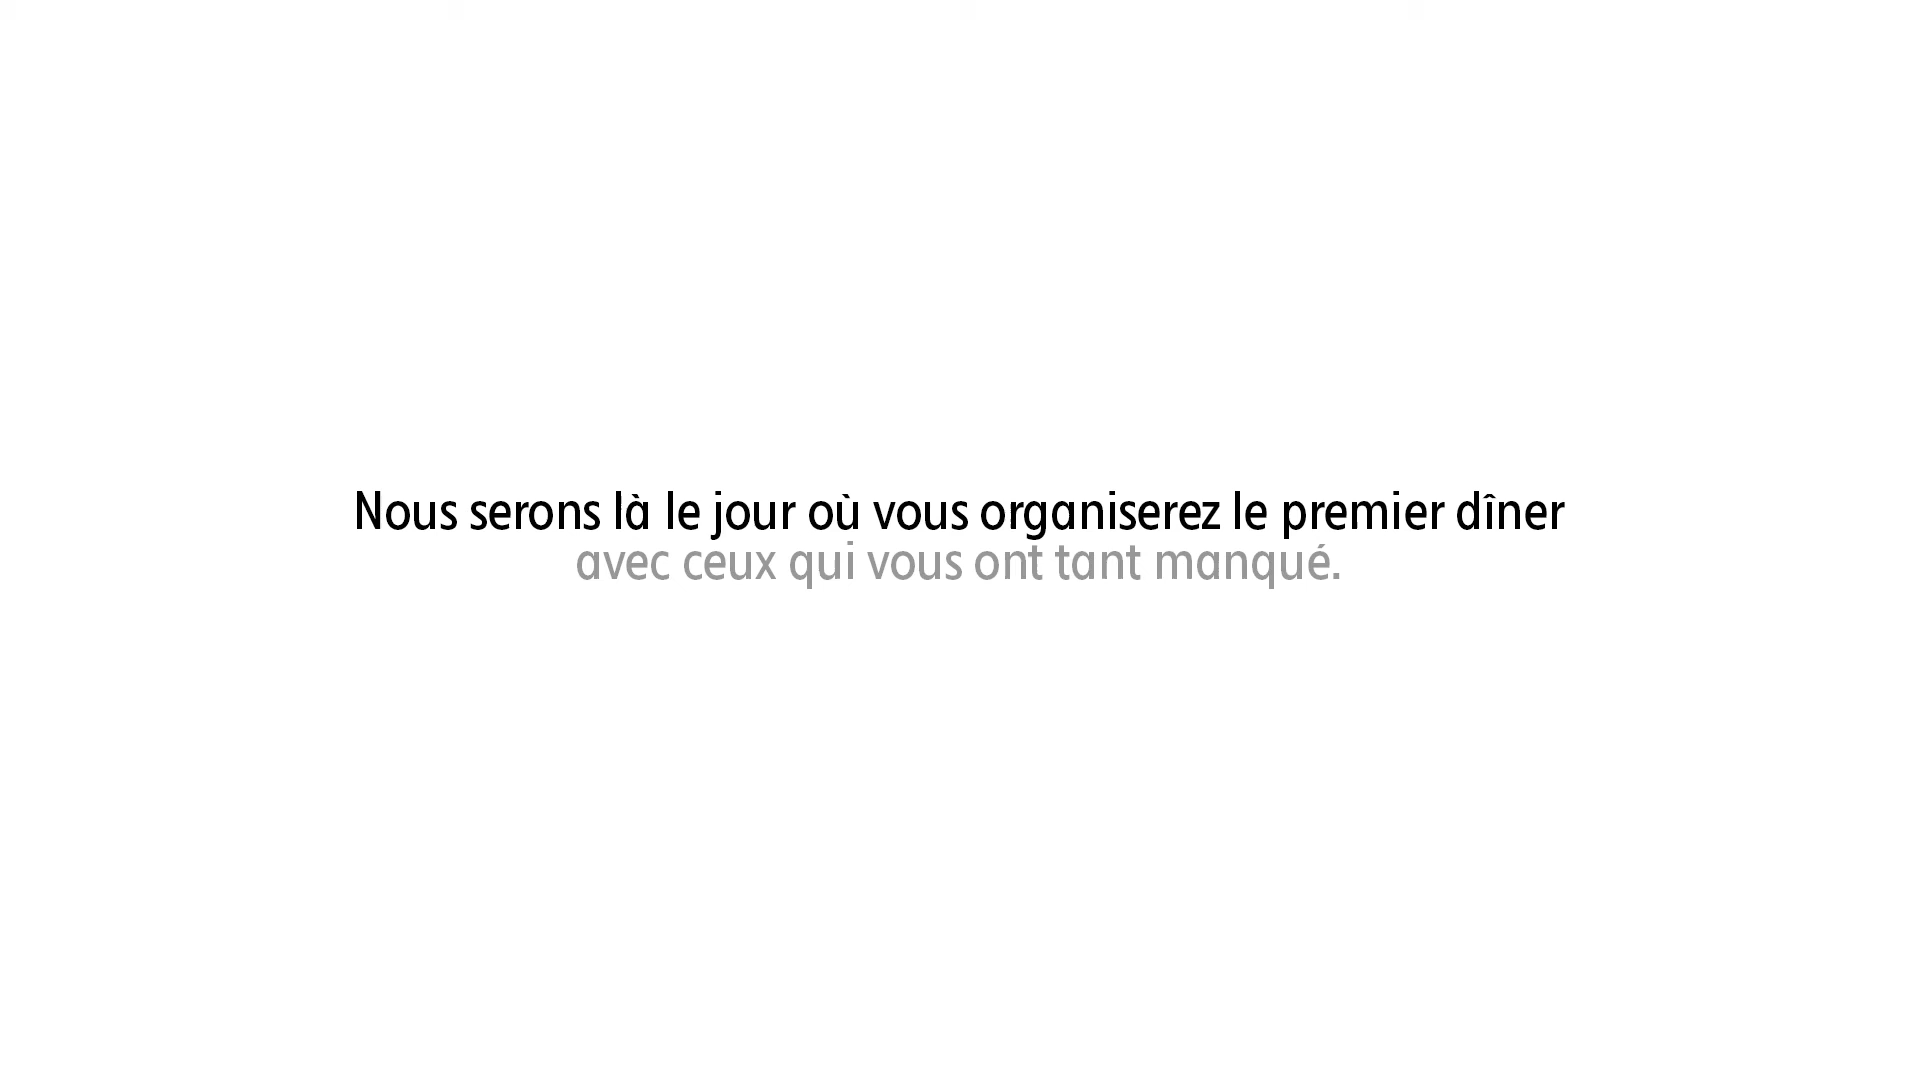 Nous serons là le jour où vous organiserez le premier dîner
avec ceux qui vous ont tant manqué.